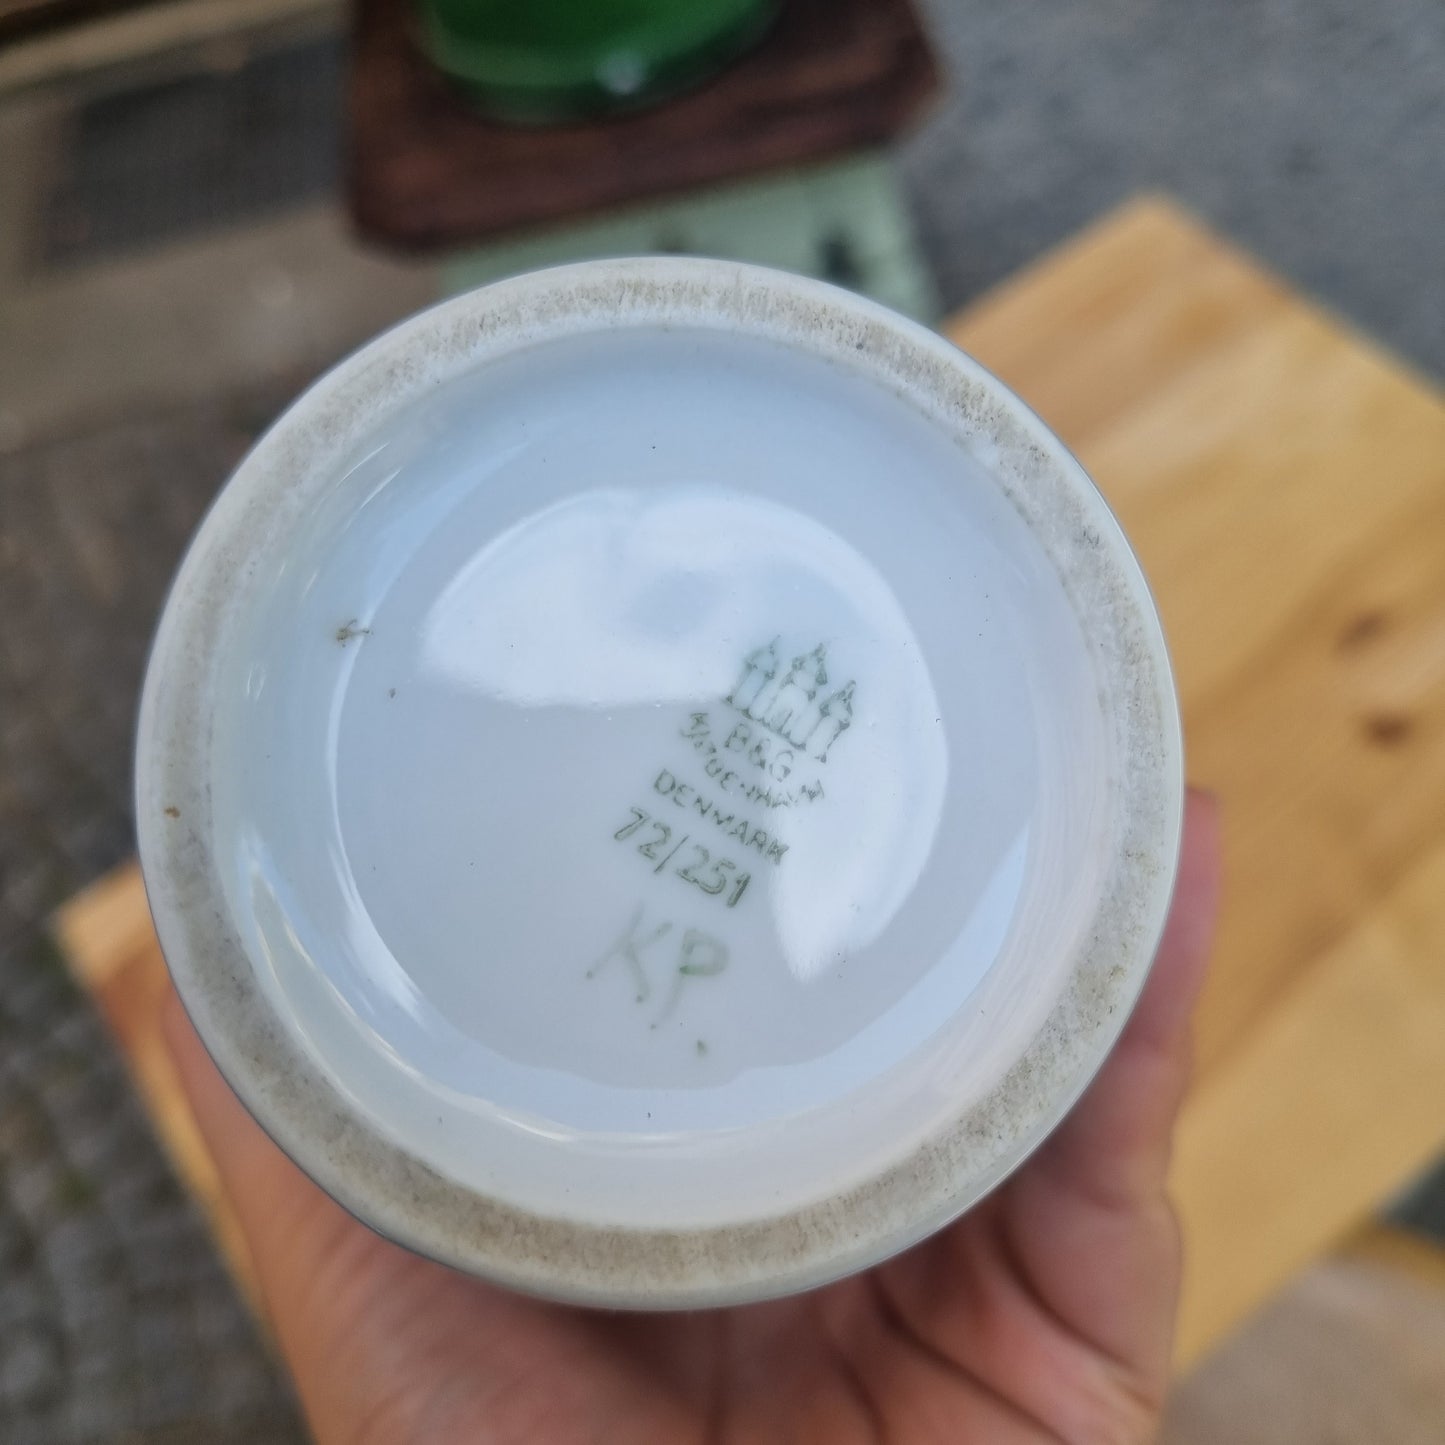 B&G
DENMARK
72/251
KP.